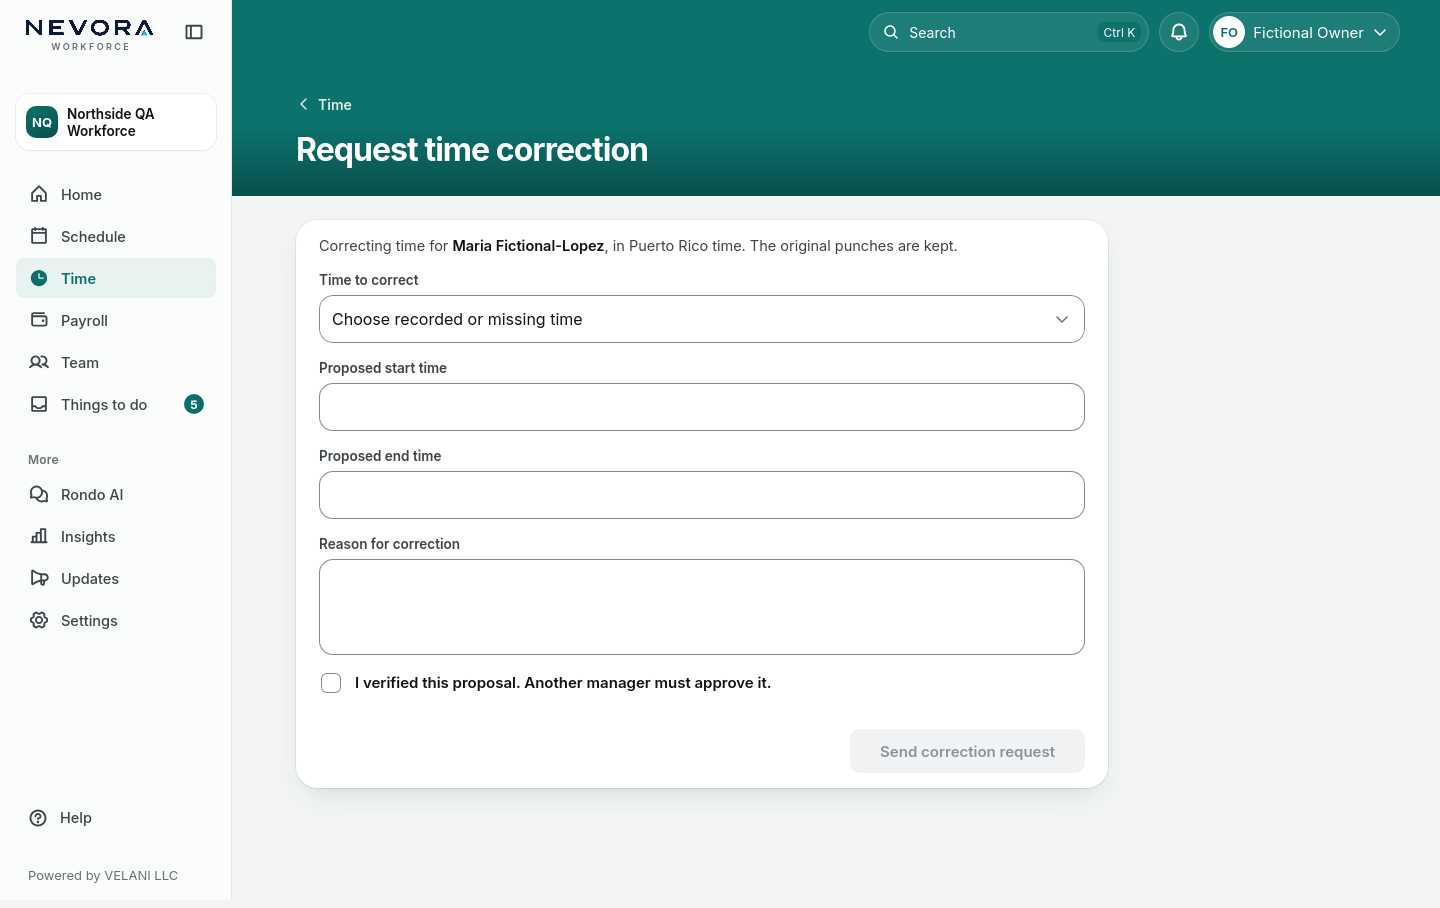 NEVORA
WORKFORCE
Search
Ctrl K
FO
Fictional Owner
NQ
Northside QA
Workforce
Time
Request time correction
Home
Schedule
Time
Payroll
Team
Things to do
5
More
Rondo AI
Insights
Updates
Settings
Help
Powered by VELANI LLC
Correcting time for Maria Fictional-Lopez, in Puerto Rico time. The original punches are kept.
Time to correct
Choose recorded or missing time
Proposed start time
Proposed end time
Reason for correction
I verified this proposal. Another manager must approve it.
Send correction request